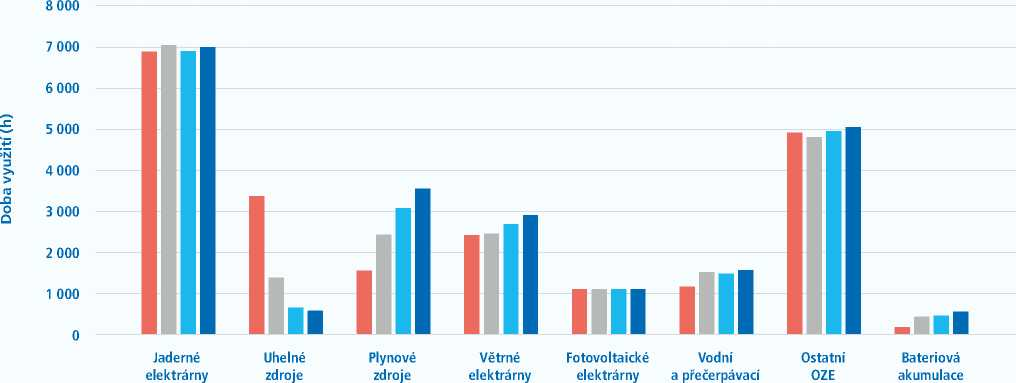 8 000
7 000
6 000
5 000
4 000
3 000
2 000
1 000
0
Doba využití (h)
Jaderné
elektrárny
Uhelné
zdroje
Plynové
zdroje
Větrné
elektrárny
Fotovoltaické
elektrárny
Vodní
a přečerpávací
Ostatní
OZE
Bateriová
akumulace